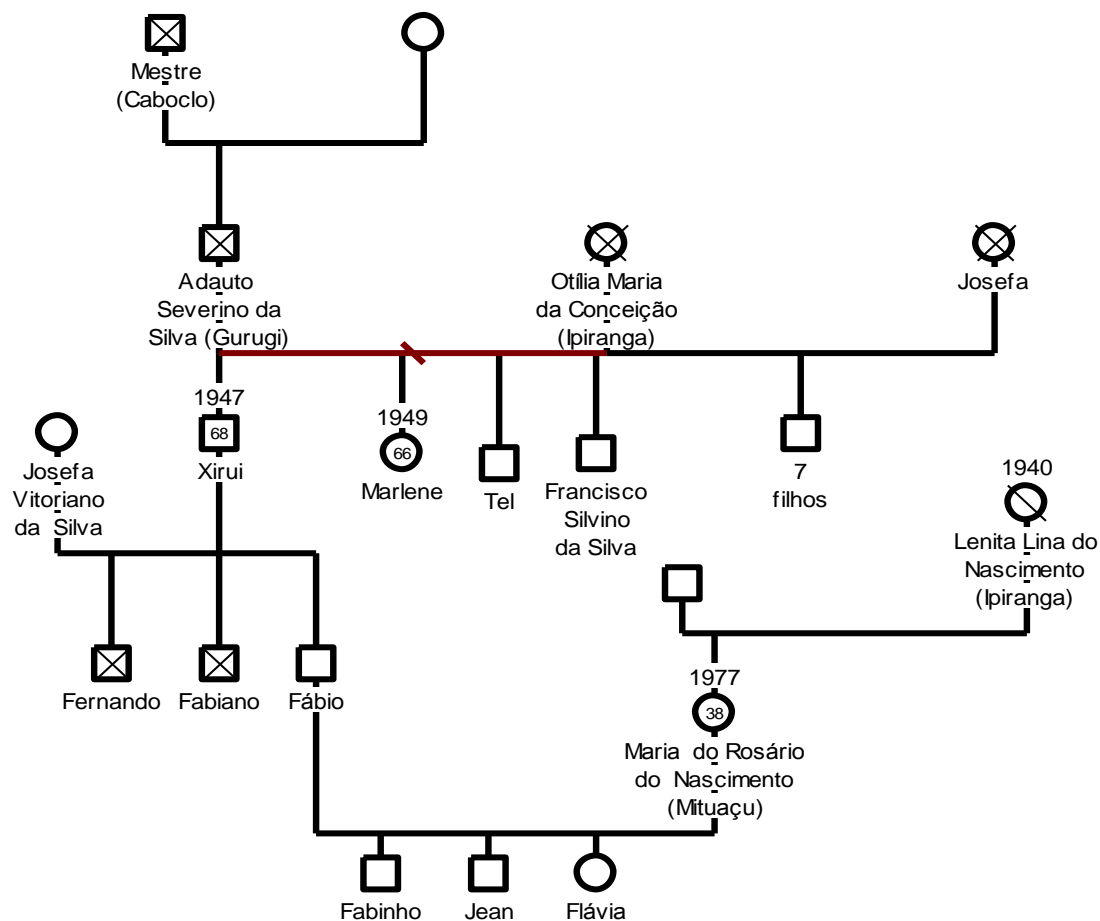 Mestre
(Caboclo)
Adauto
Severino da
Silva (Gurugi)
Otília Maria
da Conceição
(Ipiranga)
Josefa
1947
68
Xirui
1949
66
Marlene
Tel
Francisco
Silvino
da Silva
7
filhos
Josefa
Vitoriano
da Silva
1940
Lenita Lina do
Nascimento
(Ipiranga)
Fernando
Fabiano
Fábio
1977
38
Maria do Rosário
do Nascimento
(Mituaçu)
Fabinho
Jean
Flávia